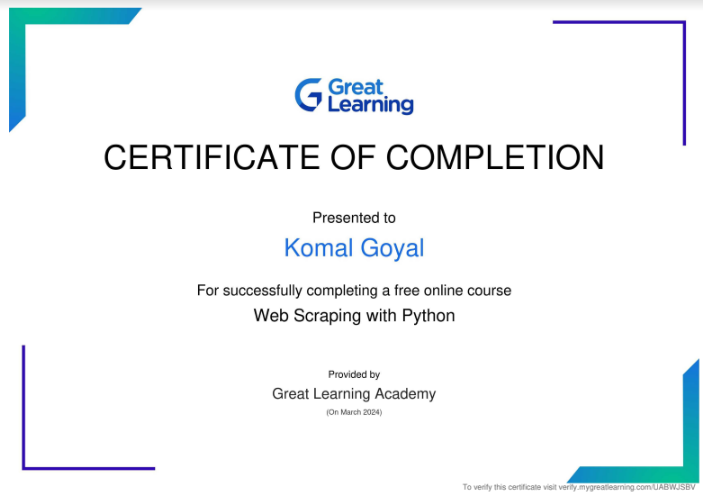 Great
Learning
CERTIFICATE OF COMPLETION
Presented to
Komal Goyal
For successfully completing a free online course
Web Scraping with Python
Provided by
Great Learning Academy
(On March 2024)
To verify this certificate visit verify.mygreatlearning.com/UABWJSBV